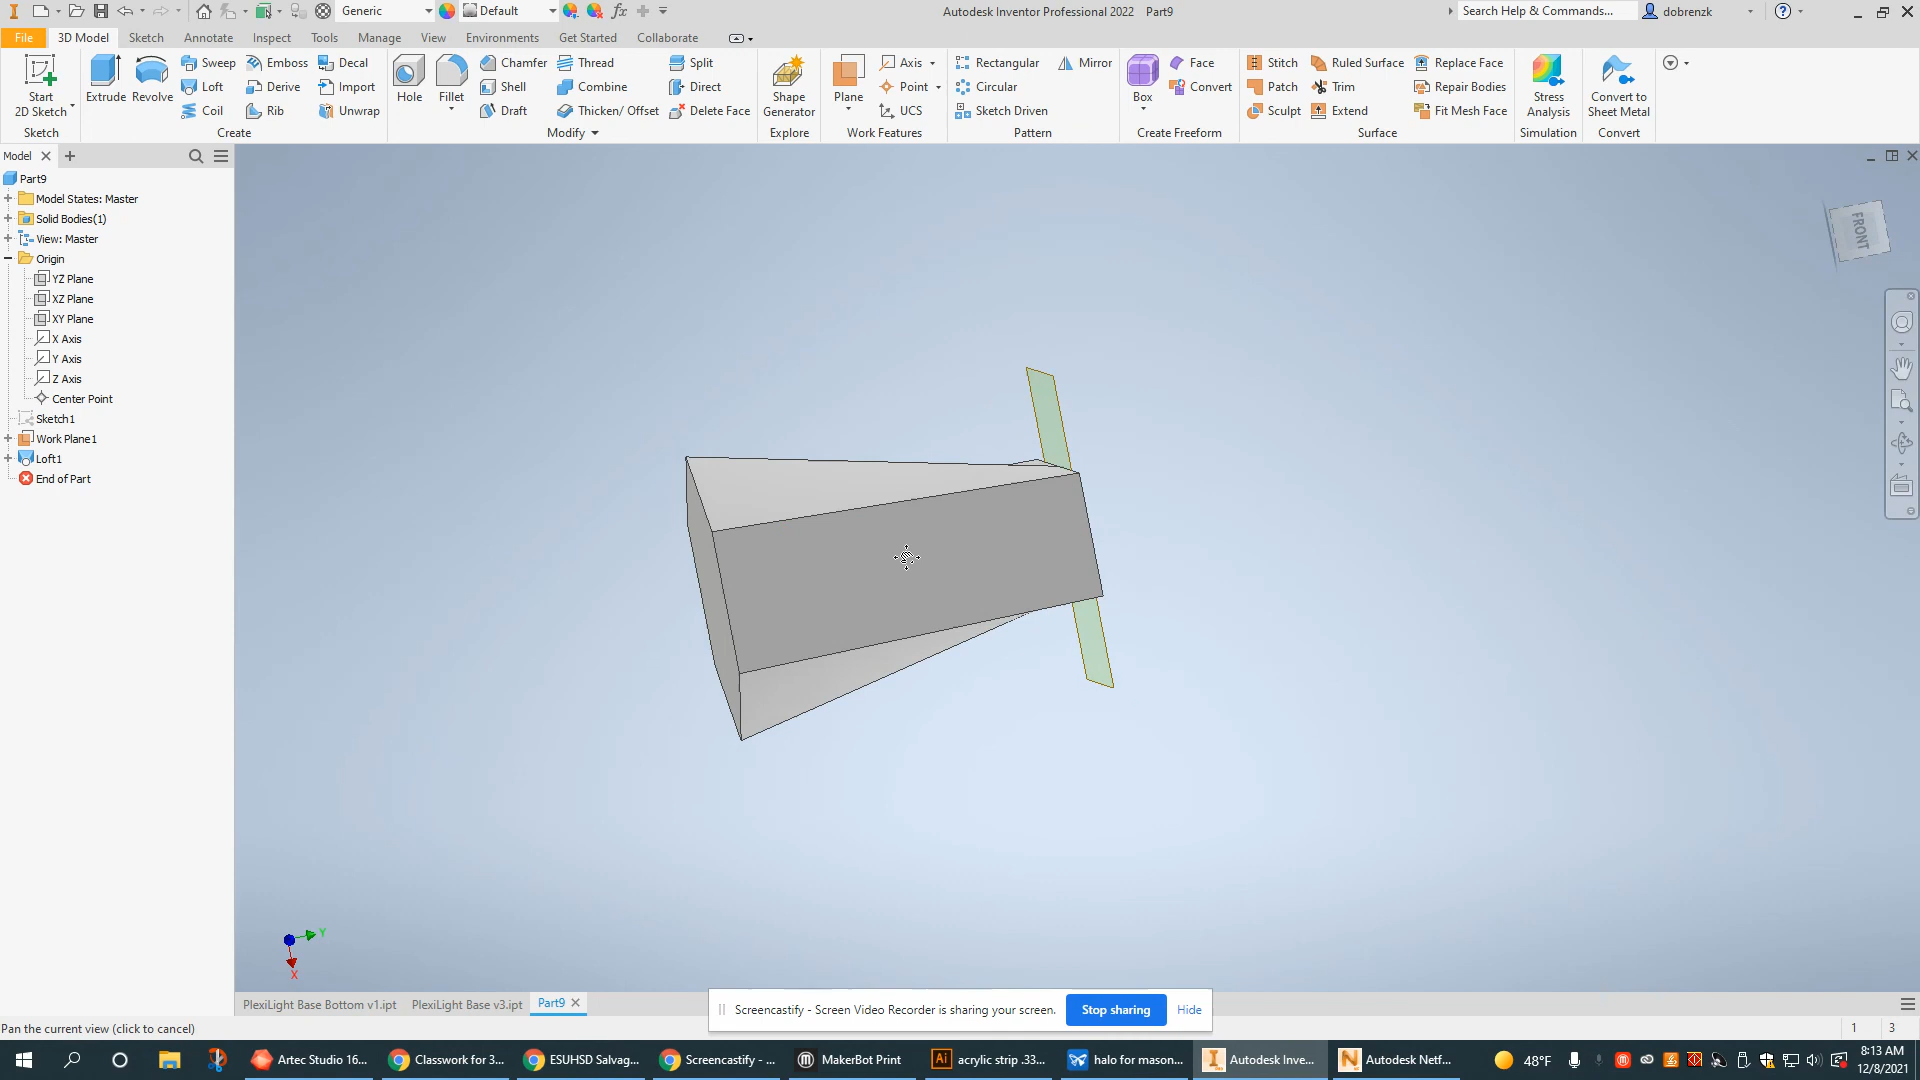 Generic
Default
Autodesk Inventor Professional 2022 Part9
Search Help & Commands...
dobrenzk
File
3D Model
Sketch
Annotate
Inspect
Tools
Manage
View
Environments
Get Started
Collaborate
Start
2D Sketch
Extrude
Revolve
Sweep
Loft
Coil
Emboss
Derive
Rib
Decal
Import
Unwrap
Hole
Fillet
Chamfer
Shell
Draft
Thread
Combine
Thicken/ Offset
Split
Direct
Delete Face
Shape
Generator
Plane
Axis
Point
UCS
Rectangular
Circular
Sketch Driven
Mirror
Box
Face
Convert
Stitch
Patch
Sculpt
Ruled Surface
Trim
Extend
Replace Face
Repair Bodies
Fit Mesh Face
Stress
Analysis
Convert to
Sheet Metal
Sketch
Create
Modify
Explore
Work Features
Pattern
Create Freeform
Surface
Simulation
Convert
Model
Part9
Model States: Master
Solid Bodies(1)
View: Master
Origin
YZ Plane
XZ Plane
XY Plane
X Axis
Y Axis
Z Axis
Center Point
Sketch1
Work Plane1
Loft1
End of Part
FRONT
Y
X
PlexiLight Base Bottom v1.ipt
PlexiLight Base v3.ipt
Part9
Screencastify - Screen Video Recorder is sharing your screen.
Stop sharing
Hide
Pan the current view (click to cancel)
1
3
Artec Studio 16...
Classwork for 3...
ESUHSD Salvag...
Screencastify - ...
MakerBot Print
acrylic strip .33...
halo for mason...
Autodesk Inve...
Autodesk Netf...
48°F
8:13 AM
12/8/2021